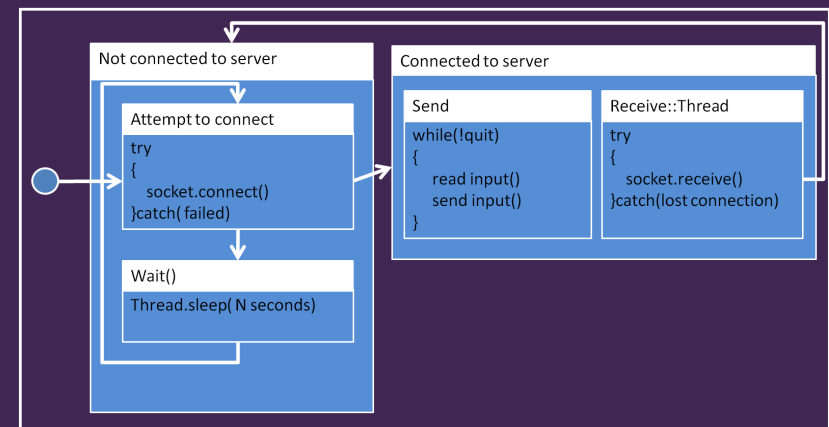 Not connected to server
Attempt to connect
try
{
socket.connect()
}catch( failed)
Wait()
Thread.sleep( N seconds)
Connected to server
Send
while(!quit)
{
read input()
send input()
}
Receive::Thread
try
{
socket.receive()
}catch(lost connection)